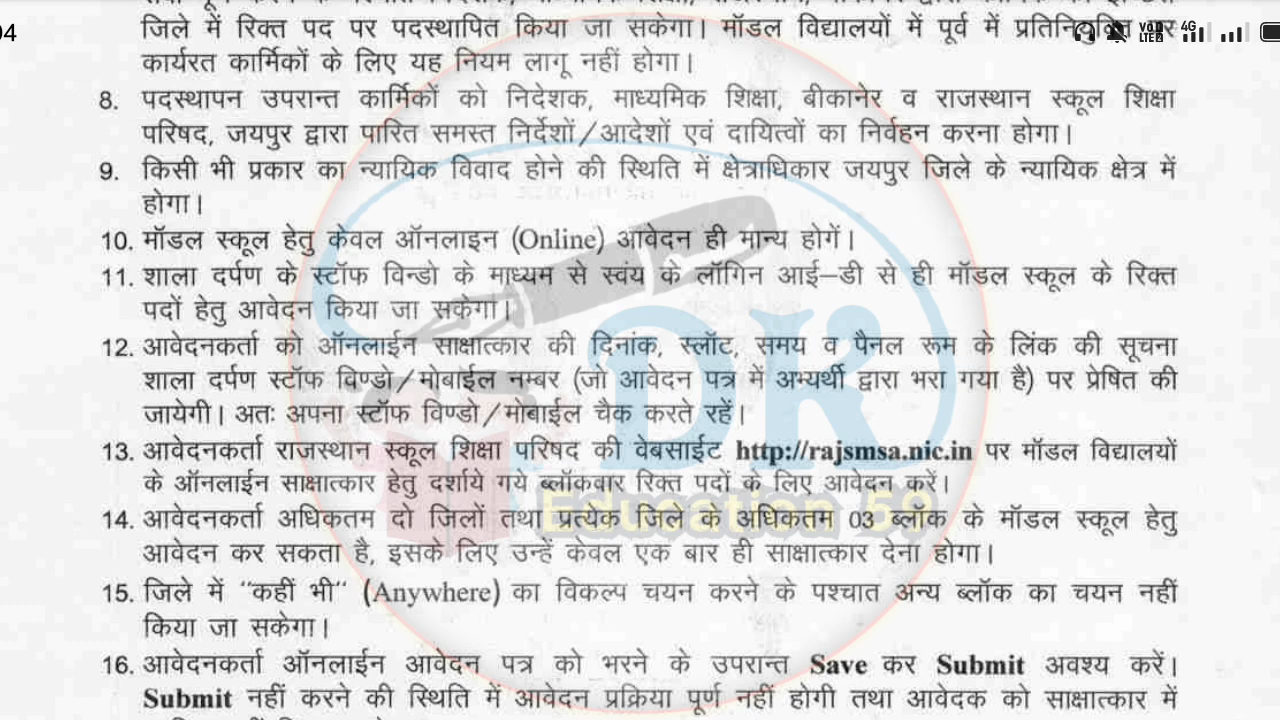 जिले में रिक्त पद पर पदस्थापित किया जा सकेगा। मॉडल विद्यालयों में पूर्व में
04
VoD LTE2 4G
कार्यरत कार्मिकों के लिए यह नियम लागू नहीं होगा।
8. पदस्थापन उपरान्त कार्मिकों को निदेशक, माध्यमिक शिक्षा, बीकानेर व राजस्थान स्कूल शिक्षा
परिषद, जयपुर द्वारा पारित समस्त निर्देशों/आदेशों एवं दायित्वों का निर्वहन करना होगा।
9. किसी भी प्रकार का न्यायिक विवाद होने की स्थिति में क्षेत्राधिकार जयपुर जिले के न्यायिक क्षेत्र में
होगा।
10. मॉडल स्कूल हेतु केवल ऑनलाइन (Online) आवेदन ही मान्य होगें।
11. शाला दर्पण के स्टॉफ विन्डो के माध्यम से स्वंय के लॉगिन आई–डी से ही मॉडल स्कूल के रिक्त
पदों हेतु आवेदन किया जा सकेगा।
12. आवेदनकर्ता को ऑनलाईन साक्षात्कार की दिनांक, स्लॉट, समय व पैनल रूम के लिंक की सूचना
शाला दर्पण स्टॉफ विण्डो/मोबाईल नम्बर (जो आवेदन पत्र में अभ्यर्थी द्वारा भरा गया है) पर प्रेषित की
जायेगी। अतः अपना स्टॉफ विण्डो/मोबाईल चैक करते रहें।
13. आवेदनकर्ता राजस्थान स्कूल शिक्षा परिषद की वेबसाईट http://rajsmsa.nic.in पर मॉडल विद्यालयों
के ऑनलाईन साक्षात्कार हेतु दर्शाये गये ब्लॉकवार रिक्त पदों के लिए आवेदन करें।
14. आवेदनकर्ता अधिकतम दो जिलों तथा प्रत्येक जिले के अधिकतम 03 ब्लॉक के मॉडल स्कूल हेतु
आवेदन कर सकता है, इसके लिए उन्हें केवल एक बार ही साक्षात्कार देना होगा।
15. जिले में "कहीं भी" (Anywhere) का विकल्प चयन करने के पश्चात अन्य ब्लॉक का चयन नहीं
किया जा सकेगा।
16. आवेदनकर्ता ऑनलाईन आवेदन पत्र को भरने के उपरान्त Save कर Submit अवश्य करें।
Submit नहीं करने की स्थिति में आवेदन प्रक्रिया पूर्ण नहीं होगी तथा आवेदक को साक्षात्कार में
DK
Education 59